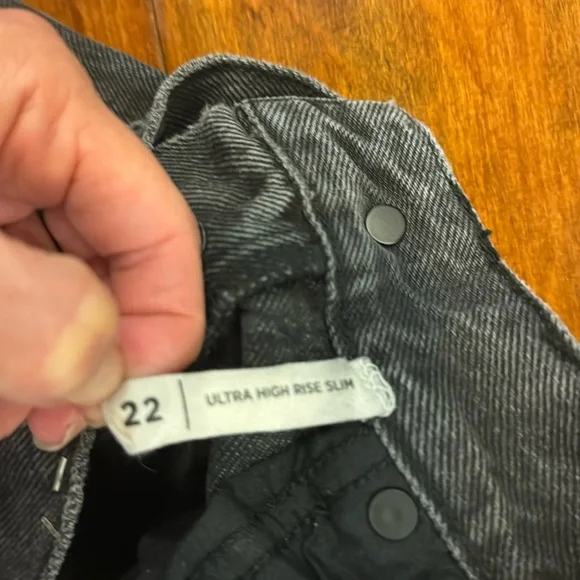 22 | ULTRA HIGH RISE SLIM